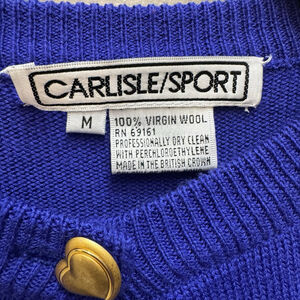 CARLISLE/SPORT
M
100% VIRGIN WOOL
RN 69161
PROFESSIONALLY DRY CLEAN
WITH PERCHLOROETHYLENE
MADE IN THE BRITISH CROWN